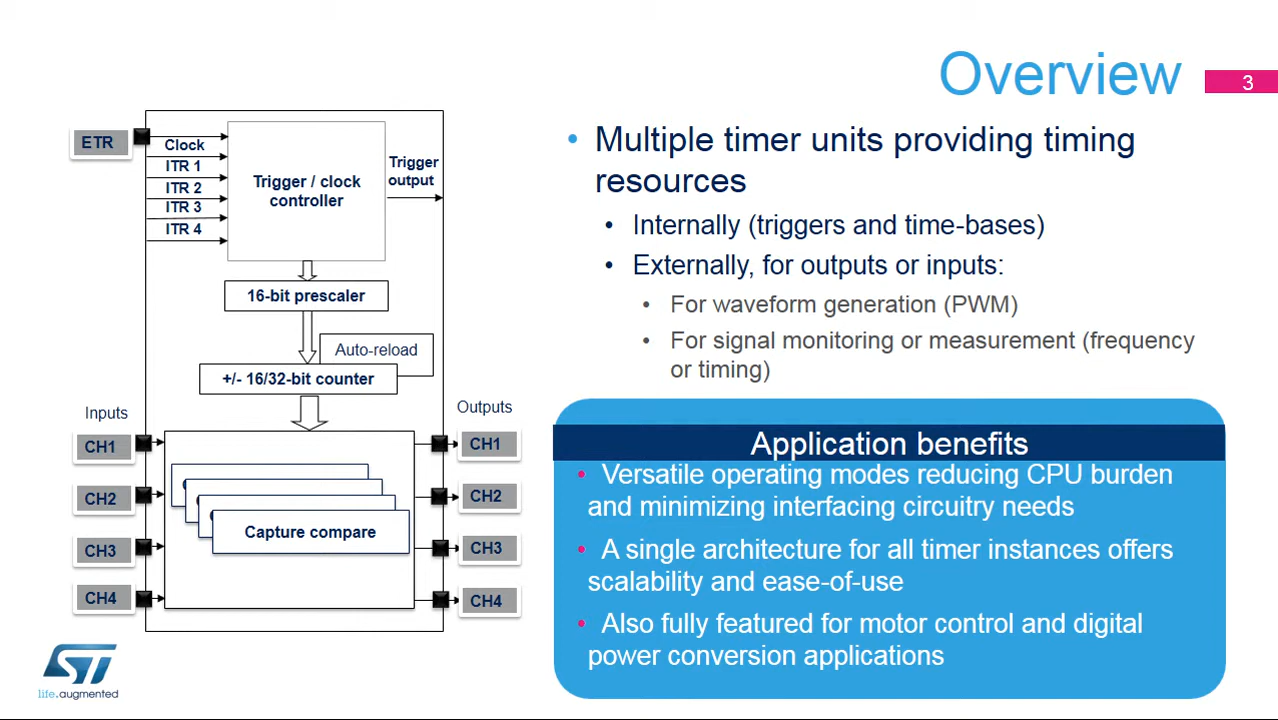 Overview
3
ETR
Clock
ITR 1
ITR 2
ITR 3
ITR 4
Trigger / clock
controller
Trigger
output
16-bit prescaler
Auto-reload
+/- 16/32-bit counter
Inputs
Outputs
CH1
CH2
CH3
CH4
Capture compare
CH1
CH2
CH3
CH4
• Multiple timer units providing timing
resources
• Internally (triggers and time-bases)
• Externally, for outputs or inputs:
• For waveform generation (PWM)
• For signal monitoring or measurement (frequency
or timing)
Application benefits
• Versatile operating modes reducing CPU burden
and minimizing interfacing circuitry needs
• A single architecture for all timer instances offers
scalability and ease-of-use
• Also fully featured for motor control and digital
power conversion applications
ST
life.augmented